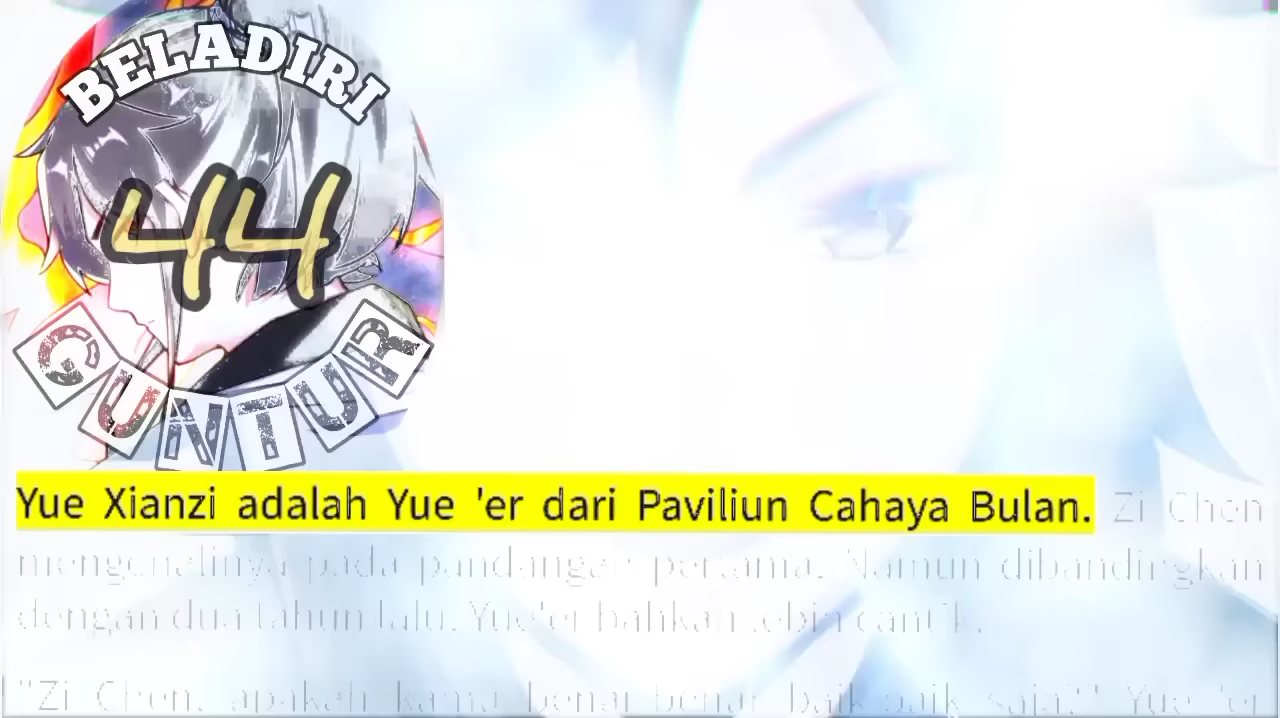 BELADIRI
44
GUNTUR
Yue Xianzi adalah Yue 'er dari Paviliun Cahaya Bulan. Zi Chen
mengenalinya pada pandangan pertama. Namun dibandingkan
dengan dua tahun lalu. Yue'er bahkan lebih cantik.
"Zi Chen, apakah kamu benar-benar baik-baik saja?" Yue 'er